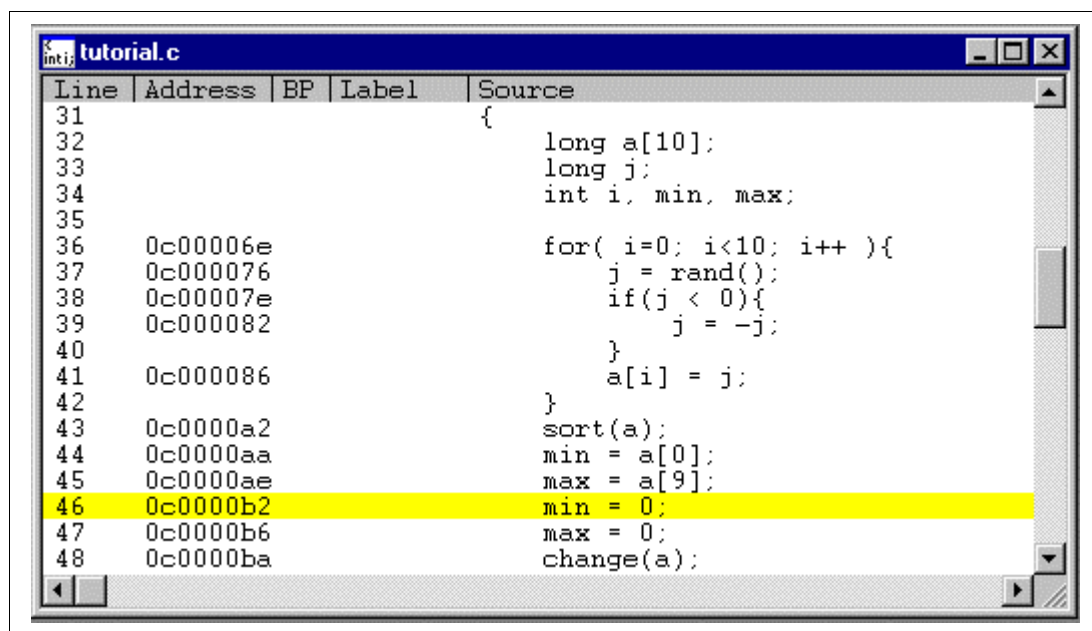 tutorial.c
Line Address BP Label Source
31 {
32 long a[10];
33 long j;
34 int i, min, max;
35
36 0c00006e for( i=0; i<10; i++ ){
37 0c000076 j = rand();
38 0c00007e if(j < 0){
39 0c000082 j = -j;
40 }
41 0c000086 a[i] = j;
42 }
43 0c0000a2 sort(a);
44 0c0000aa min = a[0];
45 0c0000ae max = a[9];
46 0c0000b2 min = 0;
47 0c0000b6 max = 0;
48 0c0000ba change(a);